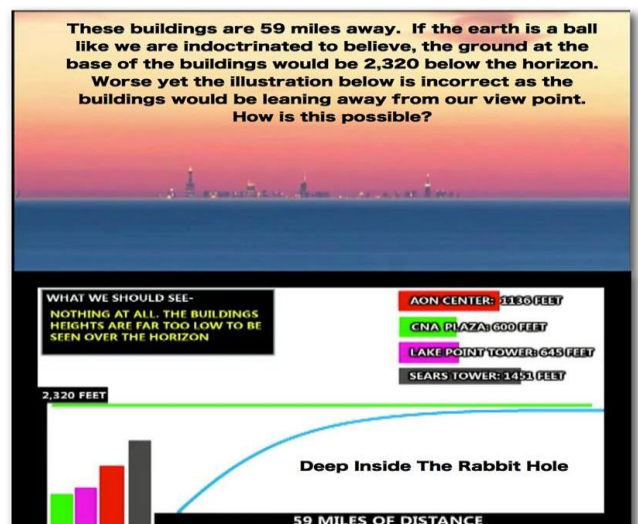 These buildings are 59 miles away. If the earth is a ball
like we are indoctrinated to believe, the ground at the
base of the buildings would be 2,320 below the horizon.
Worse yet the illustration below is incorrect as the
buildings would be leaning away from our view point.
How is this possible?
WHAT WE SHOULD SEE-
NOTHING AT ALL. THE BUILDINGS
HEIGHTS ARE FAR TOO LOW TO BE
SEEN OVER THE HORIZON
AON CENTER: 1136 FEET
CNA PLAZA: 600 FEET
LAKE POINT TOWER: 645 FEET
SEARS TOWER: 1451 FEET
2,320 FEET
Deep Inside The Rabbit Hole
59 MILES OF DISTANCE